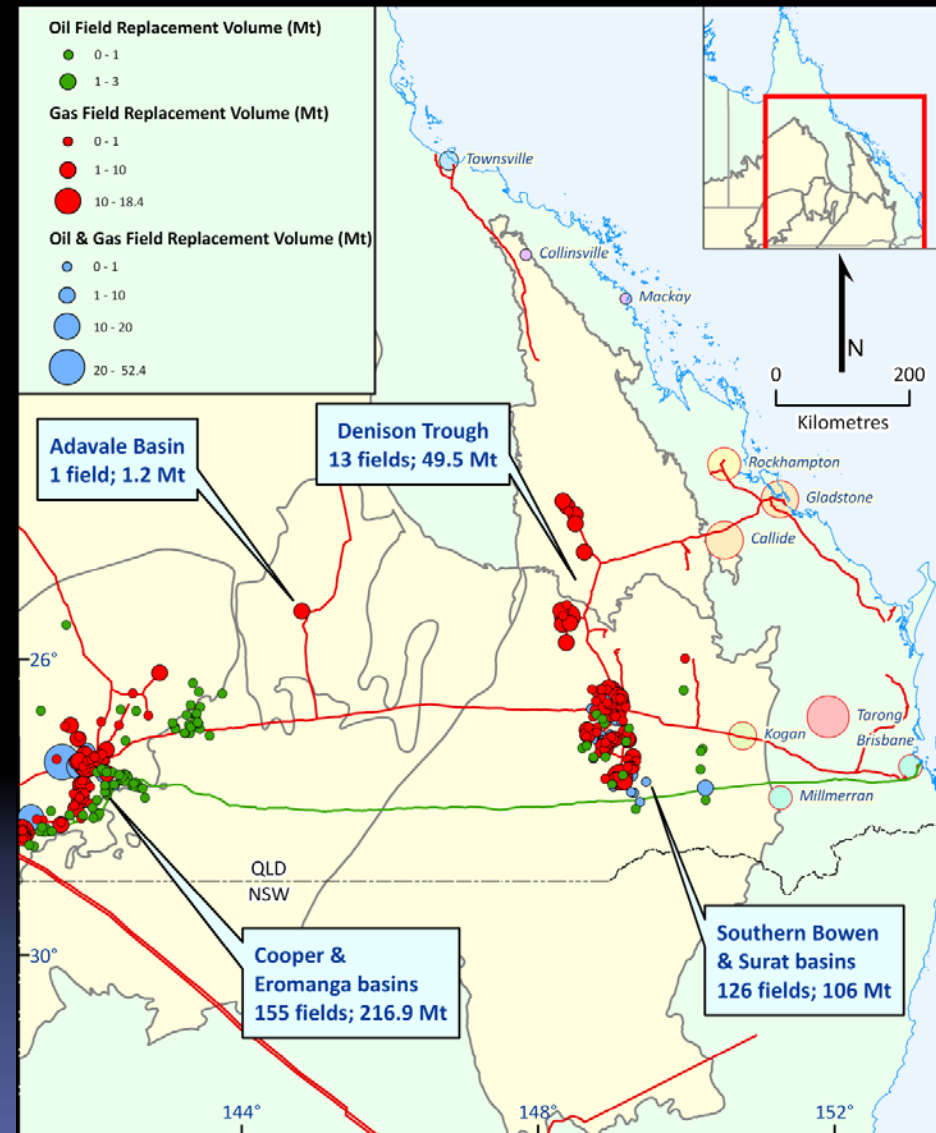 Oil Field Replacement Volume (Mt)
0 - 1
1 - 3
Gas Field Replacement Volume (Mt)
0 - 1
1 - 10
10 - 18.4
Oil & Gas Field Replacement Volume (Mt)
0 - 1
1 - 10
10 - 20
20 - 52.4
Townsville
Collinsville
Mackay
N
0 200
Kilometres
Adavale Basin
1 field; 1.2 Mt
Denison Trough
13 fields; 49.5 Mt
Rockhampton
Gladstone
Callide
26°
Tarong
Kogan
Brisbane
Millmerran
QLD
NSW
30°
Cooper &
Eromanga basins
155 fields; 216.9 Mt
Southern Bowen
& Surat basins
126 fields; 106 Mt
144° 148° 152°